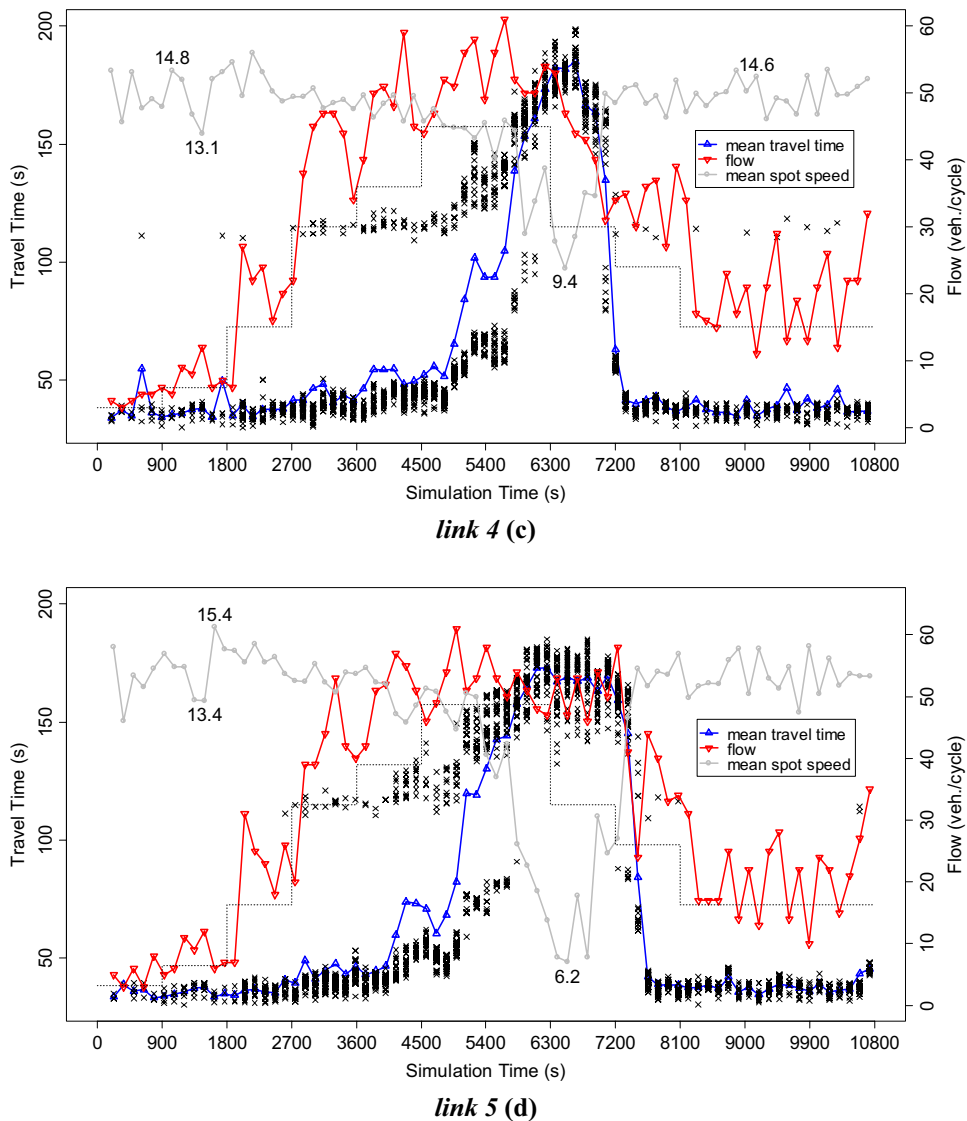 200
150
100
50
Travel Time (s)
60
50
40
30
20
10
0
Flow (veh./cycle)
14.8
13.1
14.6
9.4
mean travel time
flow
mean spot speed
0 900 1800 2700 3600 4500 5400 6300 7200 8100 9000 9900 10800
Simulation Time (s)
link 4 (c)
200
150
100
50
Travel Time (s)
60
50
40
30
20
10
0
Flow (veh./cycle)
15.4
13.4
6.2
mean travel time
flow
mean spot speed
0 900 1800 2700 3600 4500 5400 6300 7200 8100 9000 9900 10800
Simulation Time (s)
link 5 (d)